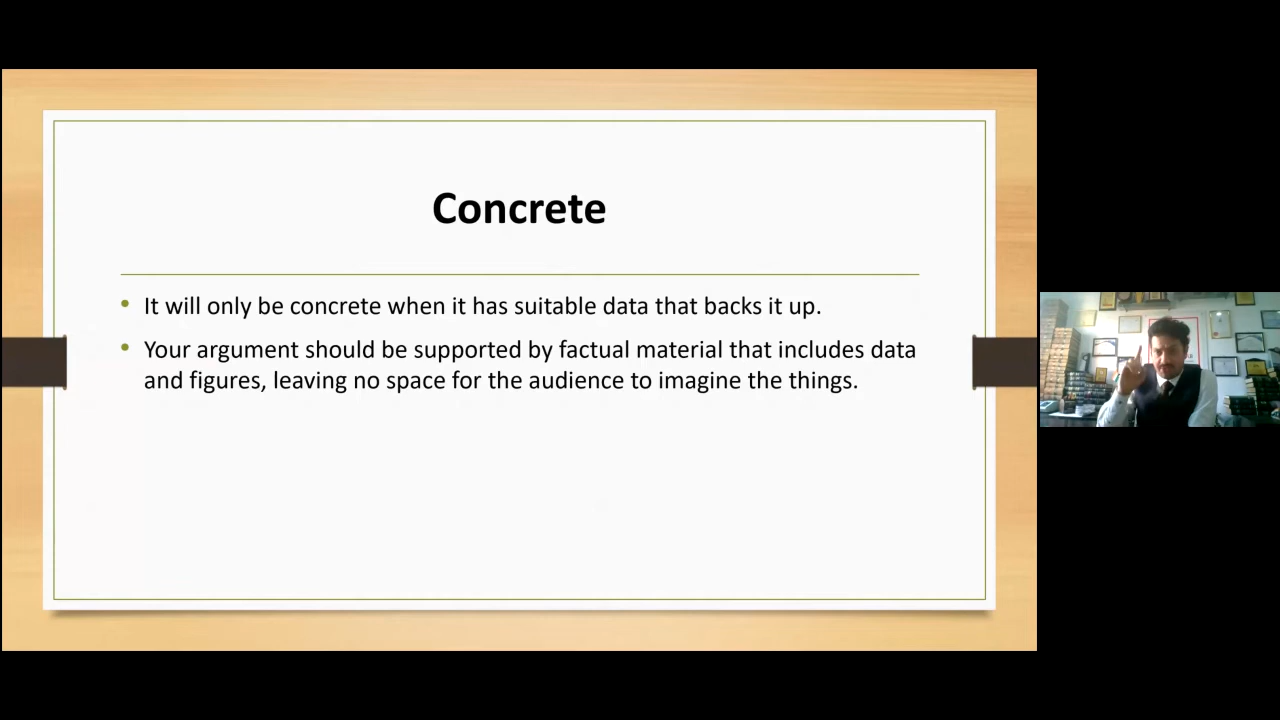 Concrete
• It will only be concrete when it has suitable data that backs it up.
• Your argument should be supported by factual material that includes data
and figures, leaving no space for the audience to imagine the things.